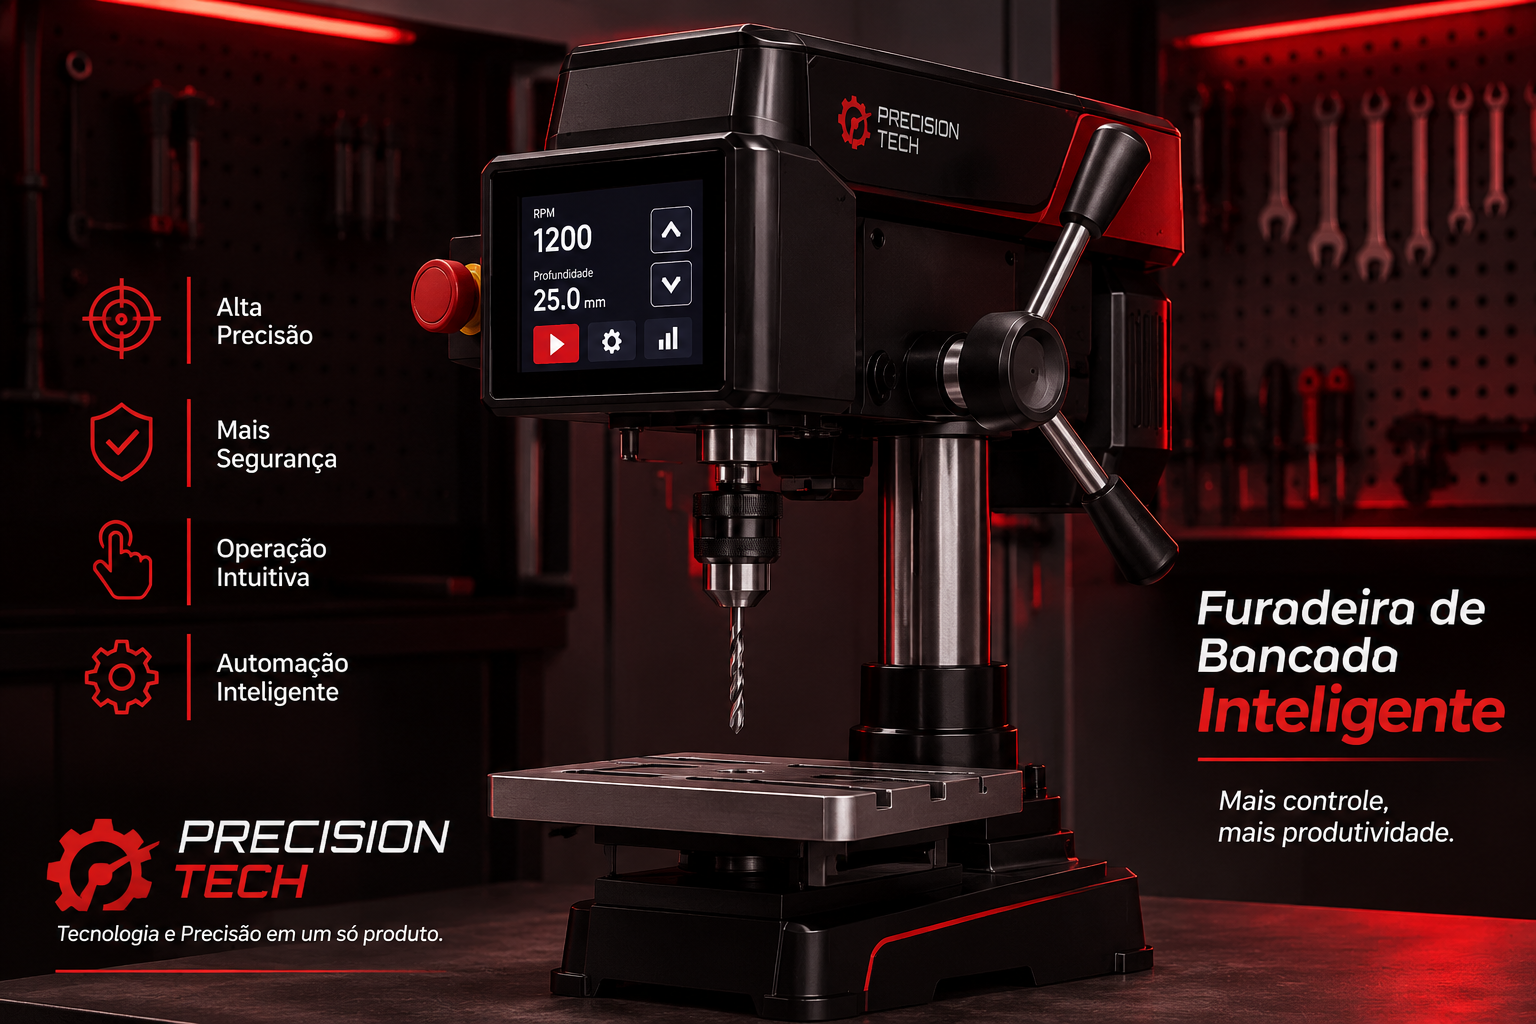 PRECISION
TECH
RPM
1200
Profundidade
25.0 mm
Alta
Precisão
Mais
Segurança
Operação
Intuitiva
Automação
Inteligente
PRECISION
TECH
Tecnologia e Precisão em um só produto.
Furadeira de
Bancada
Inteligente
Mais controle,
mais produtividade.